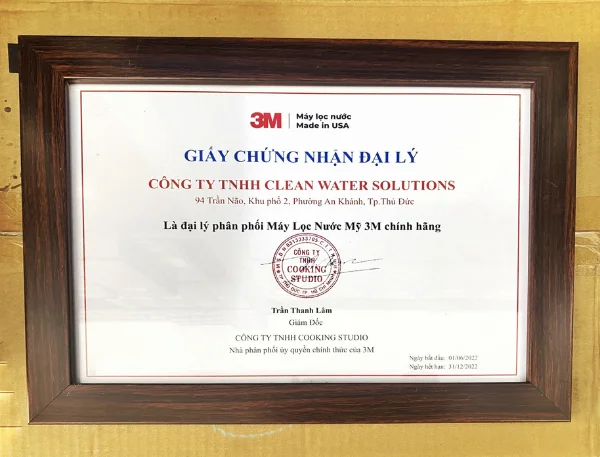 3M
Máy lọc nước
Made in USA
GIẤY CHỨNG NHẬN ĐẠI LÝ
CÔNG TY TNHH CLEAN WATER SOLUTIONS
94 Trần Não, Khu phố 2, Phường An Khánh, Tp.Thủ Đức
Là đại lý phân phối Máy Lọc Nước Mỹ 3M chính hãng
CÔNG TY
TNHH
COOKING
STUDIO
Trần Thanh Lâm
Giám Đốc
CÔNG TY TNHH COOKING STUDIO
Nhà phân phối ủy quyền chính thức của 3M
Ngày bắt đầu: 01/06/2022
Ngày hết hạn: 31/12/2022